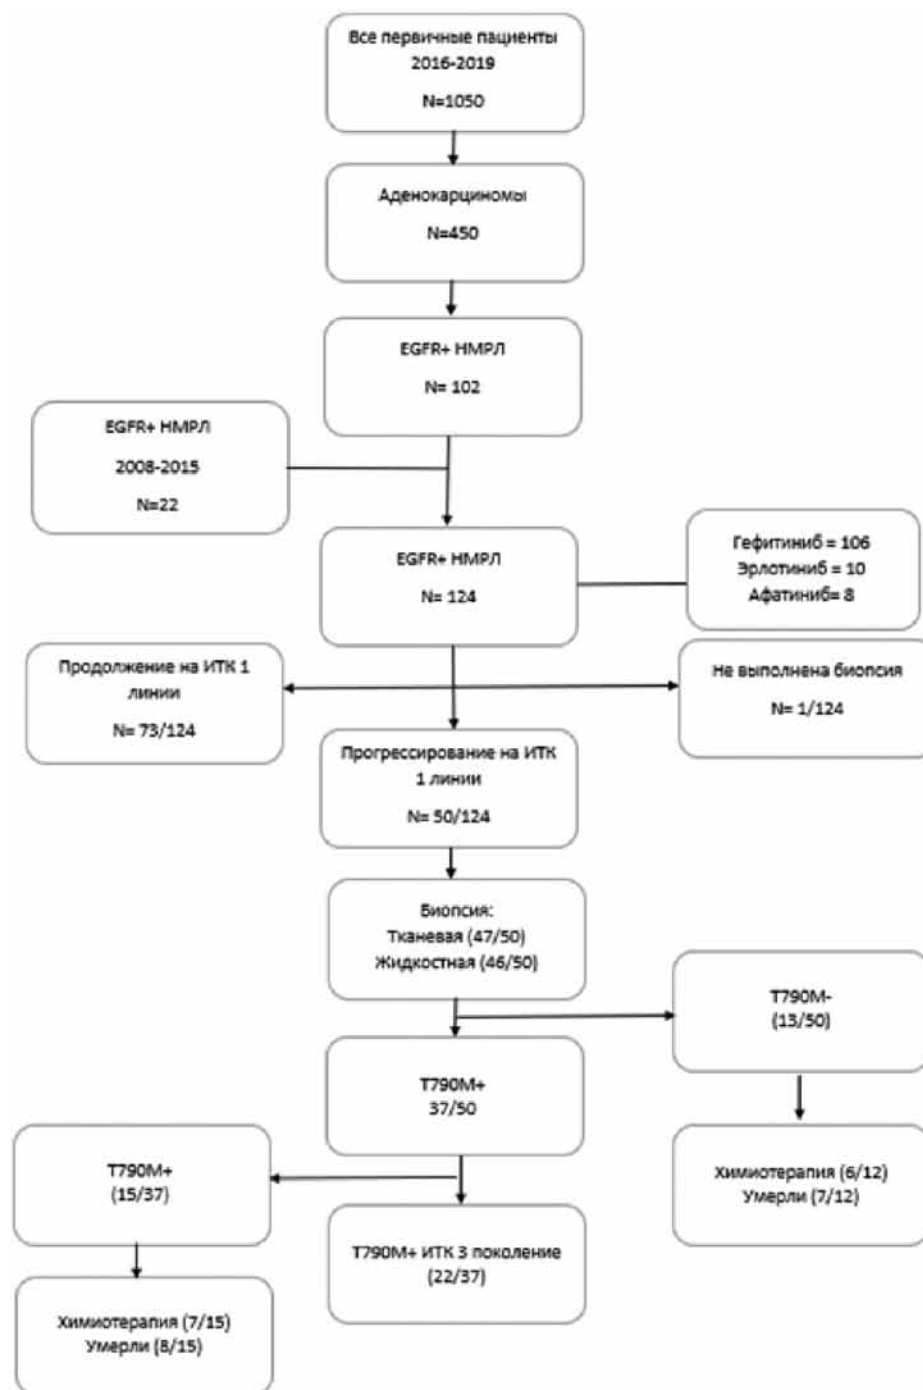 Все первичные пациенты
2016-2019
N=1050
Аденокарциномы
N=450
EGFR+ НМРЛ
N= 102
EGFR+ НМРЛ
2008-2015
N=22
EGFR+ НМРЛ
N= 124
Гефитиниб = 106
Эрлотиниб = 10
Афатиниб= 8
Продолжение на ИТК 1
линии
N= 73/124
Не выполнена биопсия
N= 1/124
Прогрессирование на ИТК
1 линии
N= 50/124
Биопсия:
Тканевая (47/50)
Жидкостная (46/50)
T790M-
(13/50)
T790M+
37/50
T790M+
(15/37)
Химиотерапия (6/12)
Умерли (7/12)
T790M+ ИТК 3 поколение
(22/37)
Химиотерапия (7/15)
Умерли (8/15)